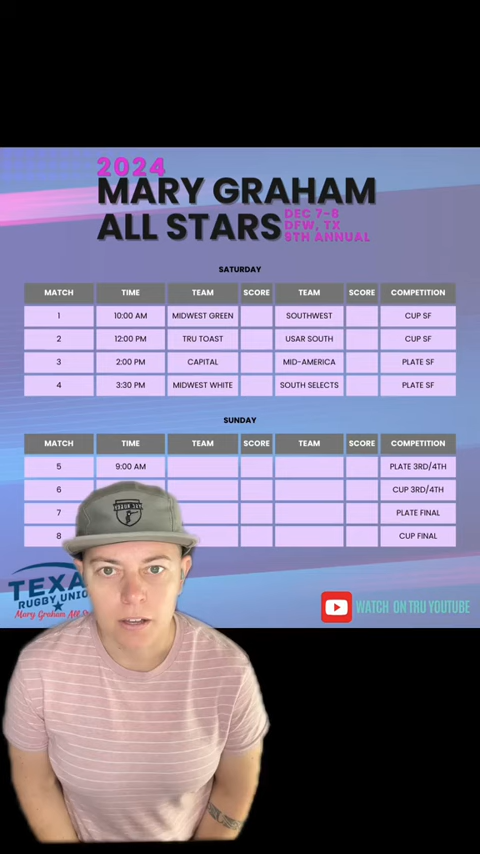 2024
MARY GRAHAM
ALL STARS
DEC 7-8
DFW, TX
9TH ANNUAL
SATURDAY
MATCH TIME TEAM SCORE TEAM SCORE COMPETITION
1 10:00 AM MIDWEST GREEN SOUTHWEST CUP SF
2 12:00 PM TRU TOAST USAR SOUTH CUP SF
3 2:00 PM CAPITAL MID-AMERICA PLATE SF
4 3:30 PM MIDWEST WHITE SOUTH SELECTS PLATE SF
SUNDAY
MATCH TIME TEAM SCORE TEAM SCORE COMPETITION
5 9:00 AM PLATE 3RD/4TH
6 CUP 3RD/4TH
7 PLATE FINAL
8 CUP FINAL
TEXA
RUGBY UNIO
Mary Graham All St
WATCH ON TRU YOUTUBE